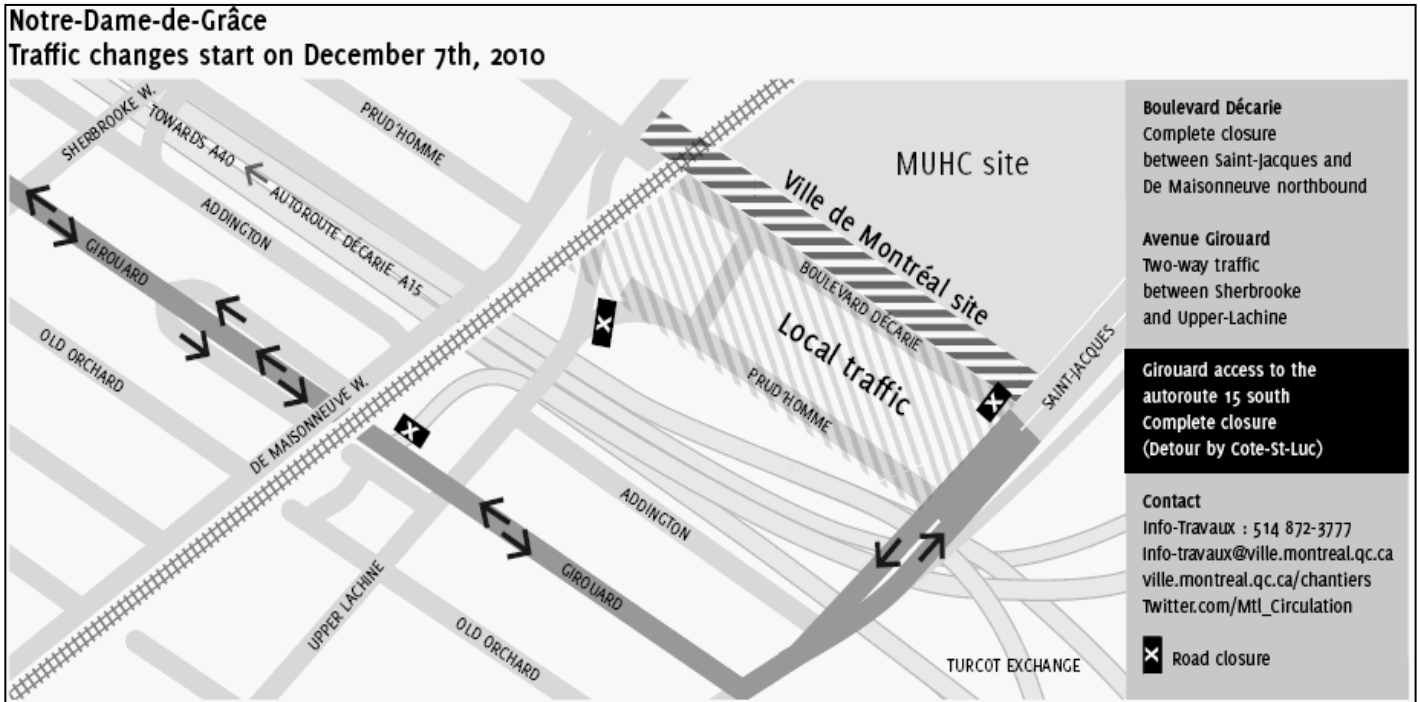 Notre-Dame-de-Grâce
Traffic changes start on December 7th, 2010
SHERBROOKE W.
TOWARDS A40
PRUD'HOMME
ADDINGTON
AUTOROUTE DÉCARIE A15
GIROUARD
OLD ORCHARD
DE MAISONNEUVE W.
MUHC site
Ville de Montréal site
BOULEVARD DÉCARIE
Local traffic
PRUD'HOMME
SAINT-JACQUES
ADDINGTON
GIROUARD
UPPER LACHINE
OLD ORCHARD
TURCOT EXCHANGE
Boulevard Décarie
Complete closure
between Saint-Jacques and
De Maisonneuve northbound
Avenue Girouard
Two-way traffic
between Sherbrooke
and Upper-Lachine
Girouard access to the
autoroute 15 south
Complete closure
(Detour by Cote-St-Luc)
Contact
Info-Travaux : 514 872-3777
Info-travaux@ville.montreal.qc.ca
ville.montreal.qc.ca/chantiers
Twitter.com/Mtl_Circulation
X Road closure